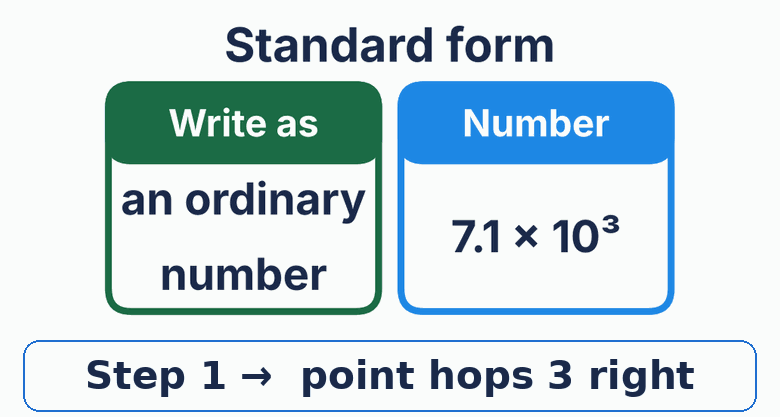 Standard form
Write as
Number
an ordinary
number
7.1 × 10³
Step 1 → point hops 3 right